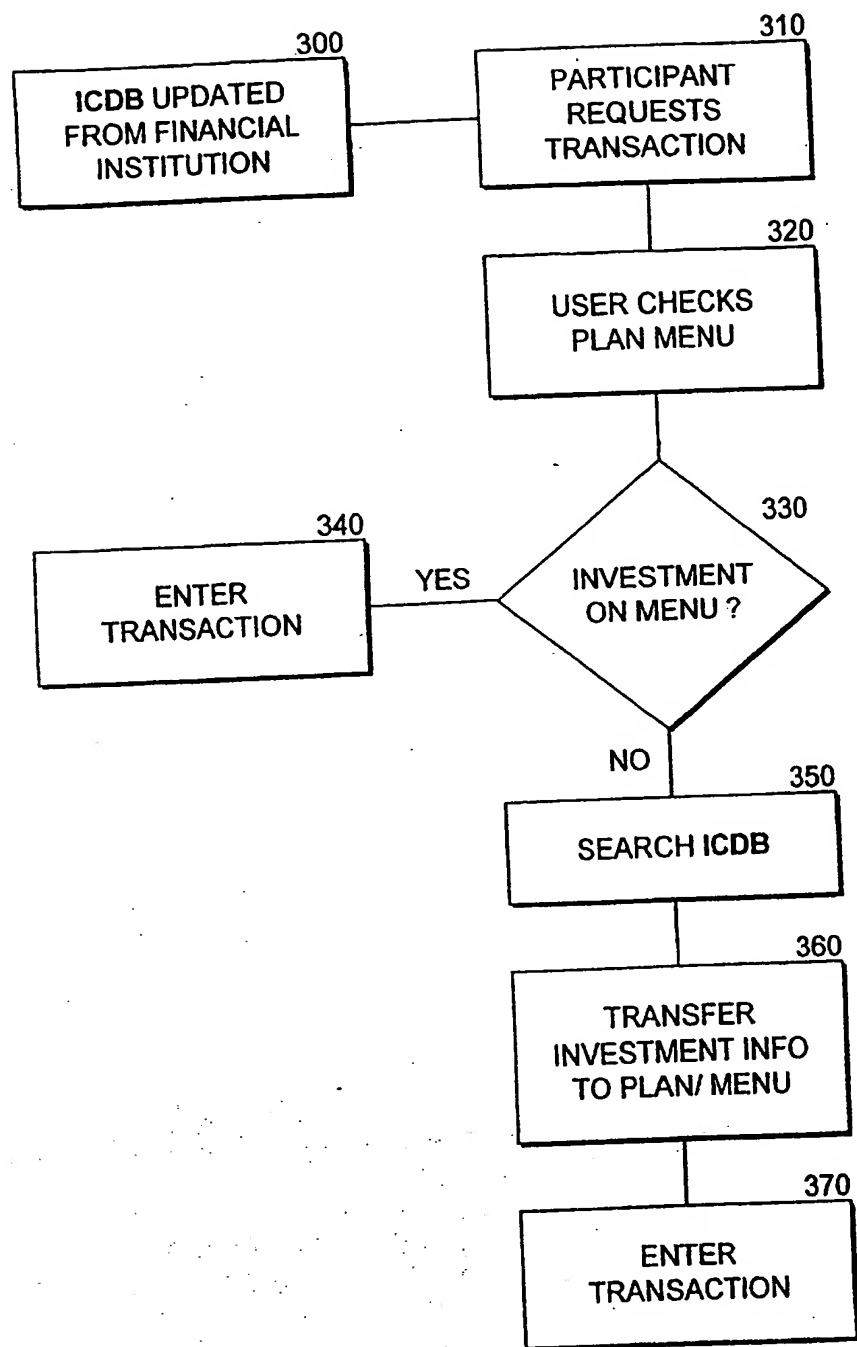 300
ICDB UPDATED
FROM FINANCIAL
INSTITUTION
310
PARTICIPANT
REQUESTS
TRANSACTION
320
USER CHECKS
PLAN MENU
330
INVESTMENT
ON MENU ?
YES
340
ENTER
TRANSACTION
NO
350
SEARCH ICDB
360
TRANSFER
INVESTMENT INFO
TO PLAN/ MENU
370
ENTER
TRANSACTION